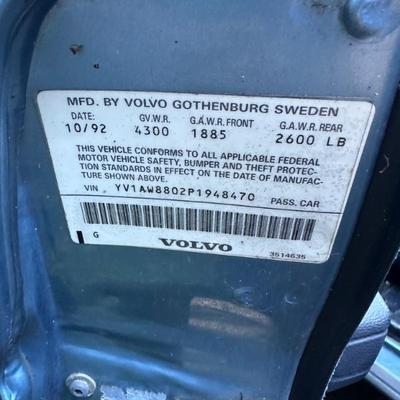 MFD. BY VOLVO GOTHENBURG SWEDEN
DATE: G.V.W.R. G.A.W.R. FRONT G.A.W.R. REAR
10/92 4300 1885 2600 LB
THIS VEHICLE CONFORMS TO ALL APPLICABLE FEDERAL
MOTOR VEHICLE SAFETY, BUMPER AND THEFT PROTEC-
TION STANDARDS IN EFFECT ON THE DATE OF MANUFAC-
TURE SHOWN ABOVE.
VIN YV1AW8802P1948470 PASS. CAR
G VOLVO 3514635